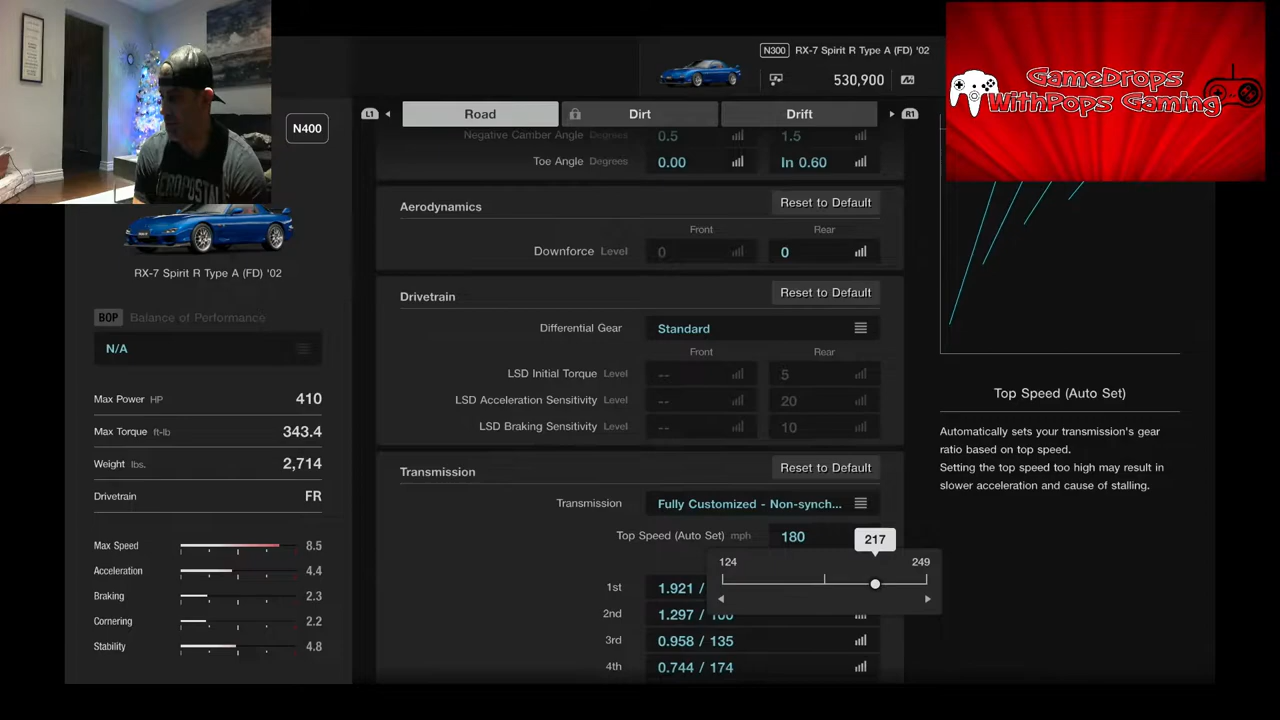 N300 RX-7 Spirit R Type A (FD) '02
530,900
GameDrops
WithPops Gaming
L1 Road Dirt Drift R1
N400
Negative Camber Angle Degrees 0.5 1.5
Toe Angle Degrees 0.00 In 0.60
Aerodynamics Reset to Default
Front Rear
Downforce Level 0 0
RX-7 Spirit R Type A (FD) '02
Drivetrain Reset to Default
BOP Balance of Performance
N/A
Differential Gear Standard
Front Rear
LSD Initial Torque Level -- 5
LSD Acceleration Sensitivity Level -- 20
LSD Braking Sensitivity Level -- 10
Max Power HP 410
Max Torque ft-lb 343.4
Weight lbs. 2,714
Drivetrain FR
Max Speed 8.5
Acceleration 4.4
Braking 2.3
Cornering 2.2
Stability 4.8
Transmission Reset to Default
Transmission Fully Customized - Non-synch...
Top Speed (Auto Set) mph 180
217
124 249
1st 1.921 /
2nd 1.297 /
3rd 0.958 / 135
4th 0.744 / 174
Top Speed (Auto Set)
Automatically sets your transmission's gear
ratio based on top speed.
Setting the top speed too high may result in
slower acceleration and cause of stalling.